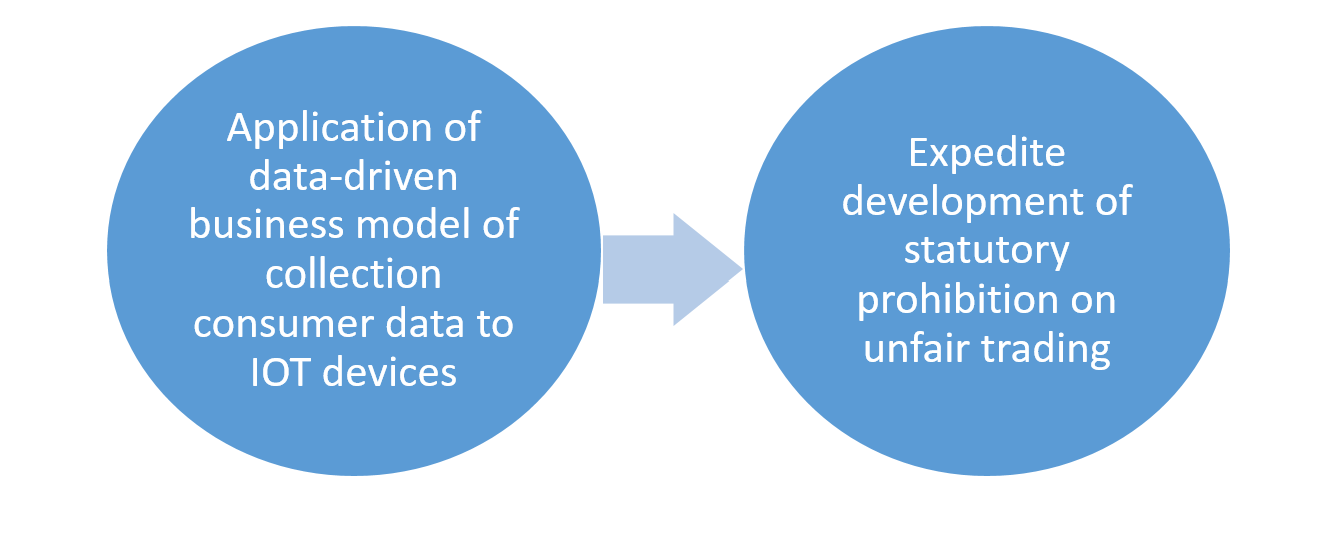 Application of
data-driven
business model of
collection
consumer data to
IOT devices
Expedite
development of
statutory
prohibition on
unfair trading